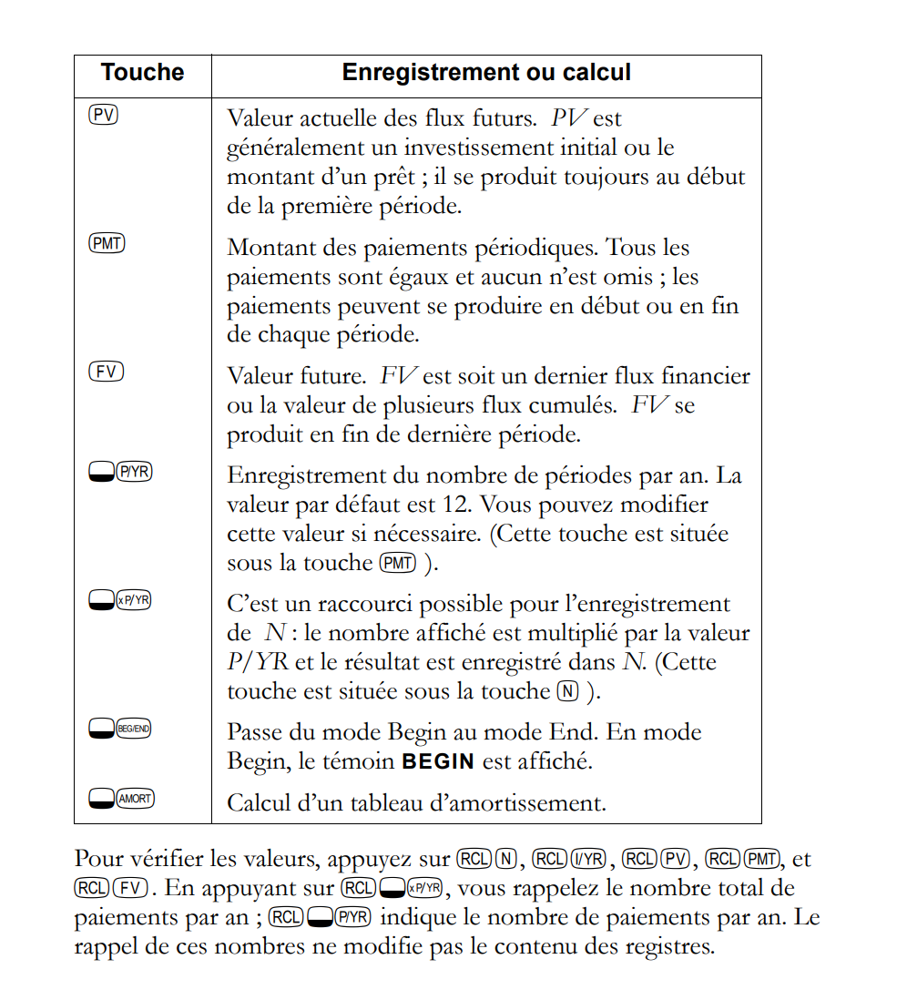 Touche Enregistrement ou calcul
PV Valeur actuelle des flux futurs. PV est
généralement un investissement initial ou le
montant d’un prêt ; il se produit toujours au début
de la première période.
PMT Montant des paiements périodiques. Tous les
paiements sont égaux et aucun n’est omis ; les
paiements peuvent se produire en début ou en fin
de chaque période.
FV Valeur future. FV est soit un dernier flux financier
ou la valeur de plusieurs flux cumulés. FV se
produit en fin de dernière période.
P/YR Enregistrement du nombre de périodes par an. La
valeur par défaut est 12. Vous pouvez modifier
cette valeur si nécessaire. (Cette touche est située
sous la touche PMT ).
xP/YR C’est un raccourci possible pour l’enregistrement
de N : le nombre affiché est multiplié par la valeur
P/YR et le résultat est enregistré dans N. (Cette
touche est située sous la touche N ).
BEG/END Passe du mode Begin au mode End. En mode
Begin, le témoin BEGIN est affiché.
AMORT Calcul d’un tableau d’amortissement.
Pour vérifier les valeurs, appuyez sur RCL N, RCL I/YR, RCL PV, RCL PMT, et
RCL FV. En appuyant sur RCL xP/YR, vous rappelez le nombre total de
paiements par an ; RCL P/YR indique le nombre de paiements par an. Le
rappel de ces nombres ne modifie pas le contenu des registres.